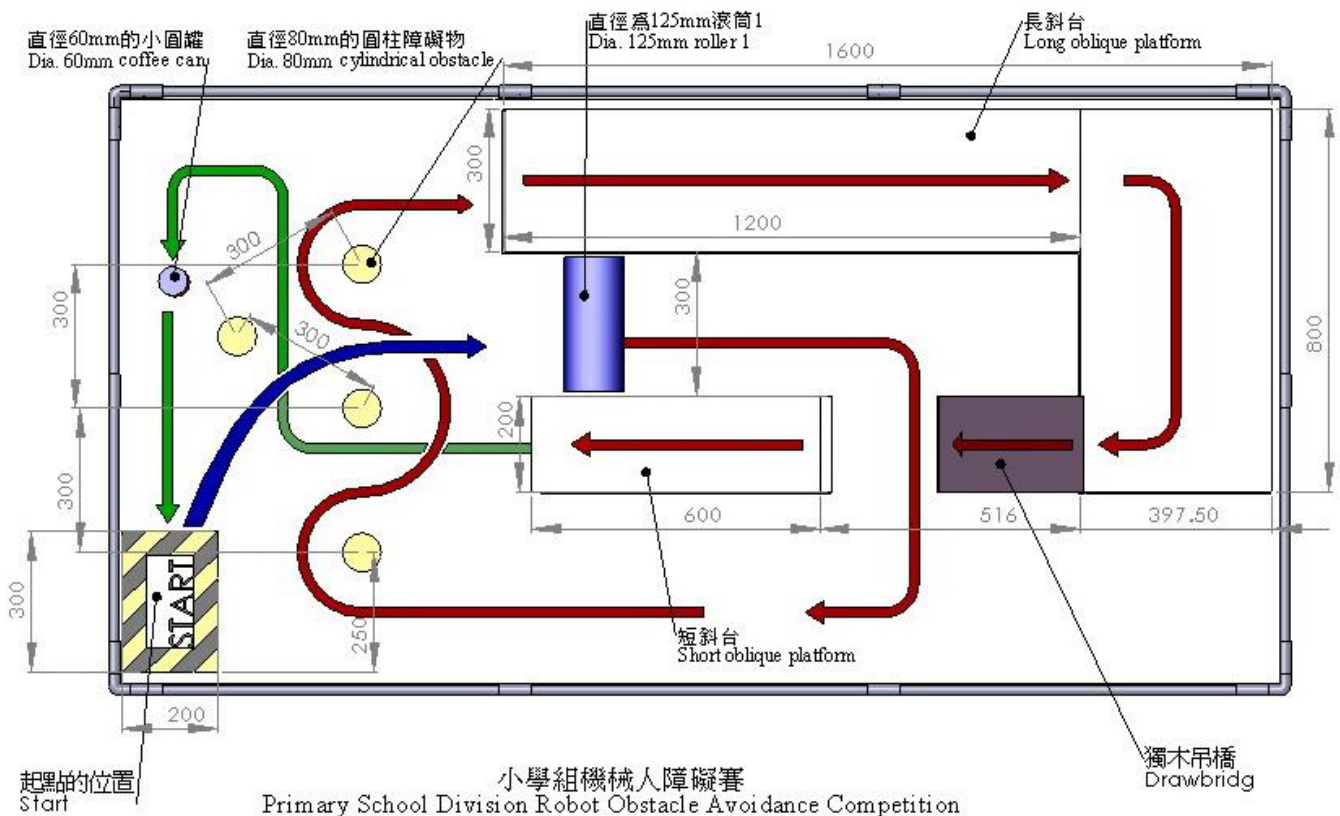 直徑60mm的小圓罐
Dia. 60mm coffee can
直徑80mm的圓柱障礙物
Dia. 80mm cylindrical obstacle
直徑爲125mm滾筒1
Dia. 125mm roller 1
長斜台
Long oblique platform
1600
300
300
1200
300
300
300
800
300
200
600
516
397.50
300
START
250
短斜台
Short oblique platform
200
起點的位置
Start
獨木吊橋
Drawbridg
小學組機械人障礙賽
Primary School Division Robot Obstacle Avoidance Competition